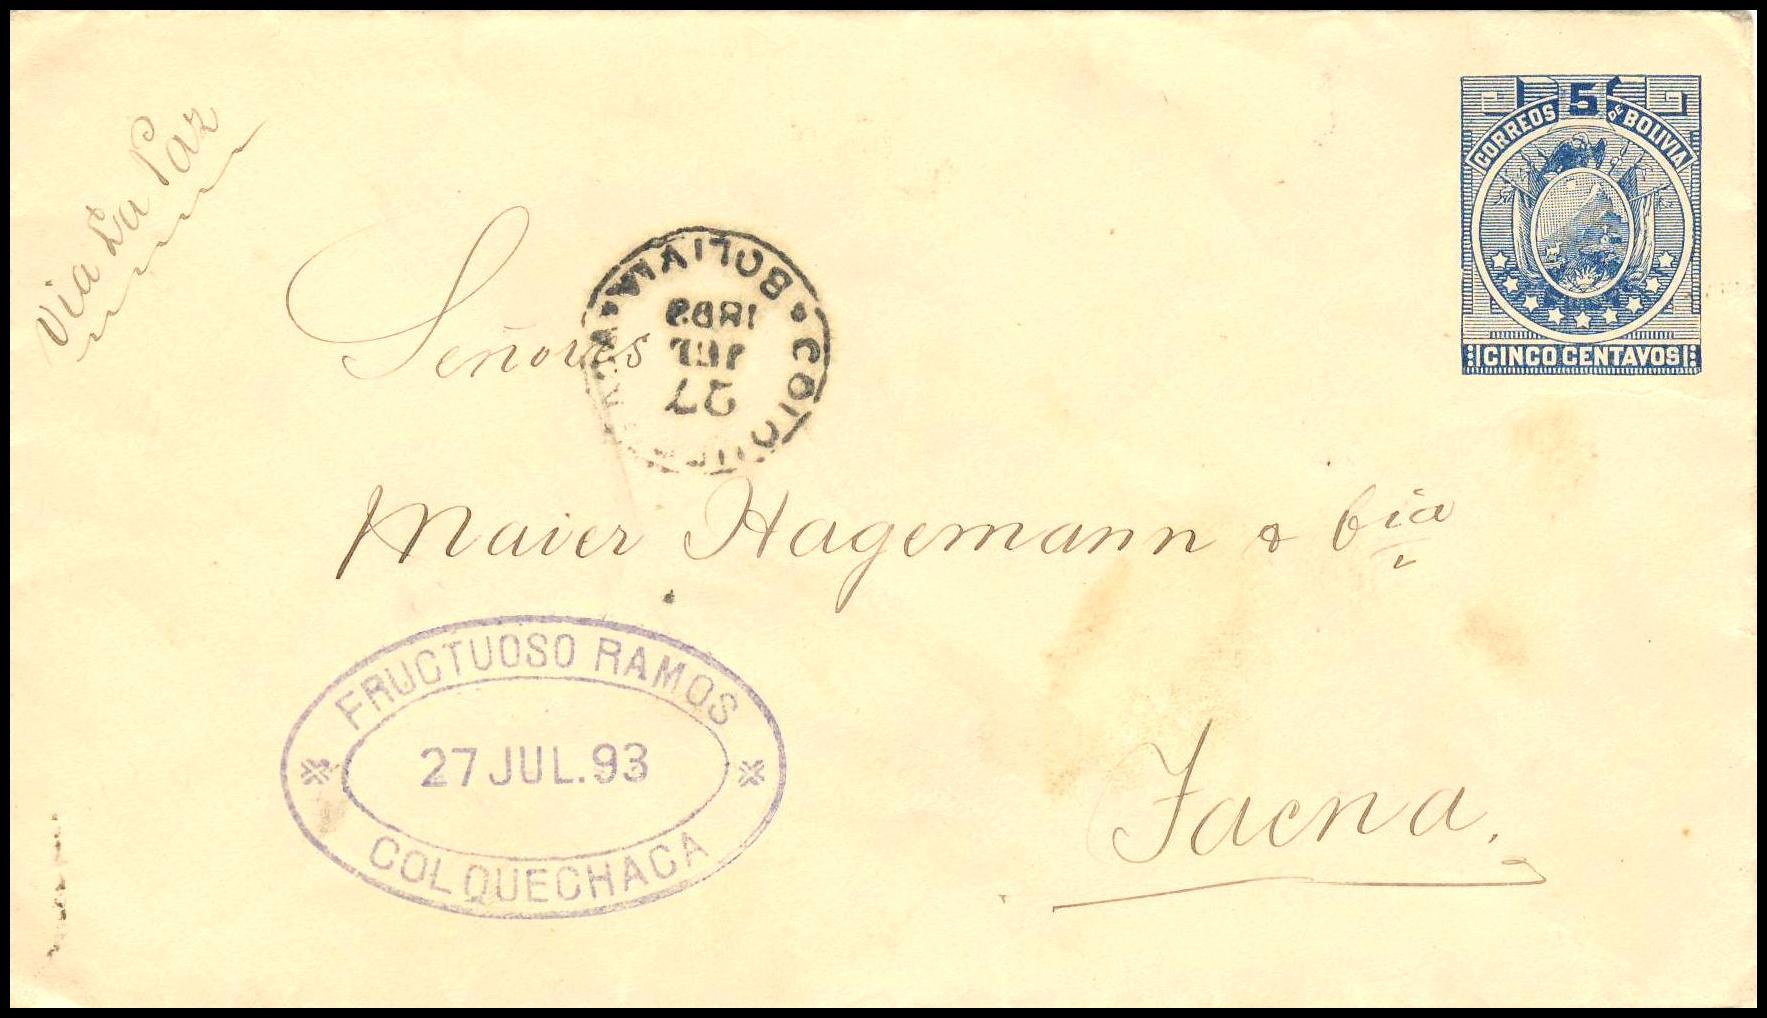 Via La Paz
CORREOS 5 DE BOLIVIA
CINCO CENTAVOS
Señores
BOLIVIA
27
JUL
1893
Maier Hagemann & Cia
FRUCTUOSO RAMOS
27 JUL. 93
COLQUECHACA
Tacna.